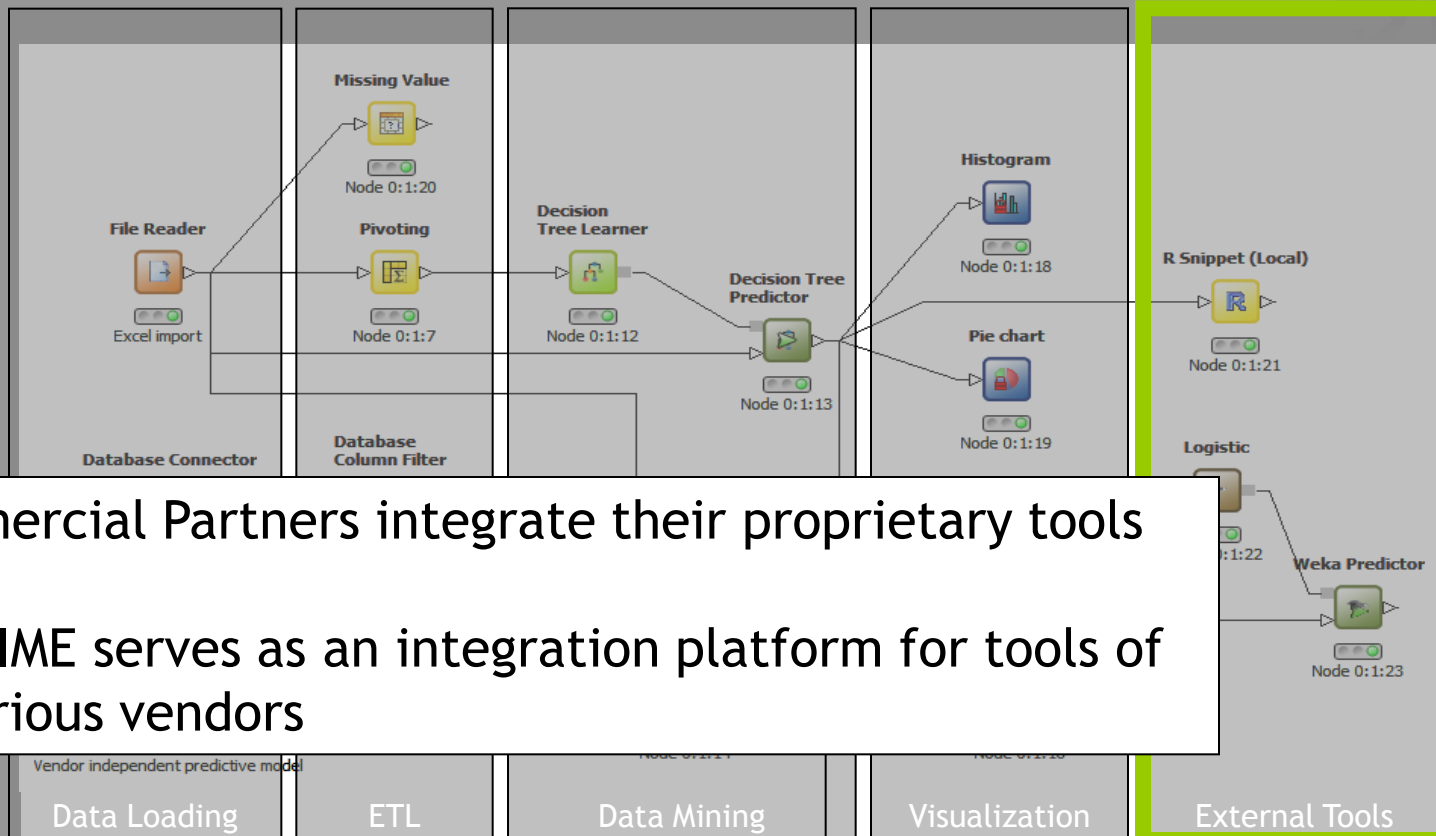 Missing Value
Node 0:1:20
File Reader
Excel import
Pivoting
Node 0:1:7
Decision
Tree Learner
Node 0:1:12
Decision Tree
Predictor
Node 0:1:13
Histogram
Node 0:1:18
Pie chart
Node 0:1:19
R Snippet (Local)
Node 0:1:21
Database Connector
Database
Column Filter
Logistic
:1:22
Weka Predictor
Node 0:1:23
mercial Partners integrate their proprietary tools
IME serves as an integration platform for tools of
rious vendors
Vendor independent predictive model
Data Loading
ETL
Data Mining
Visualization
External Tools